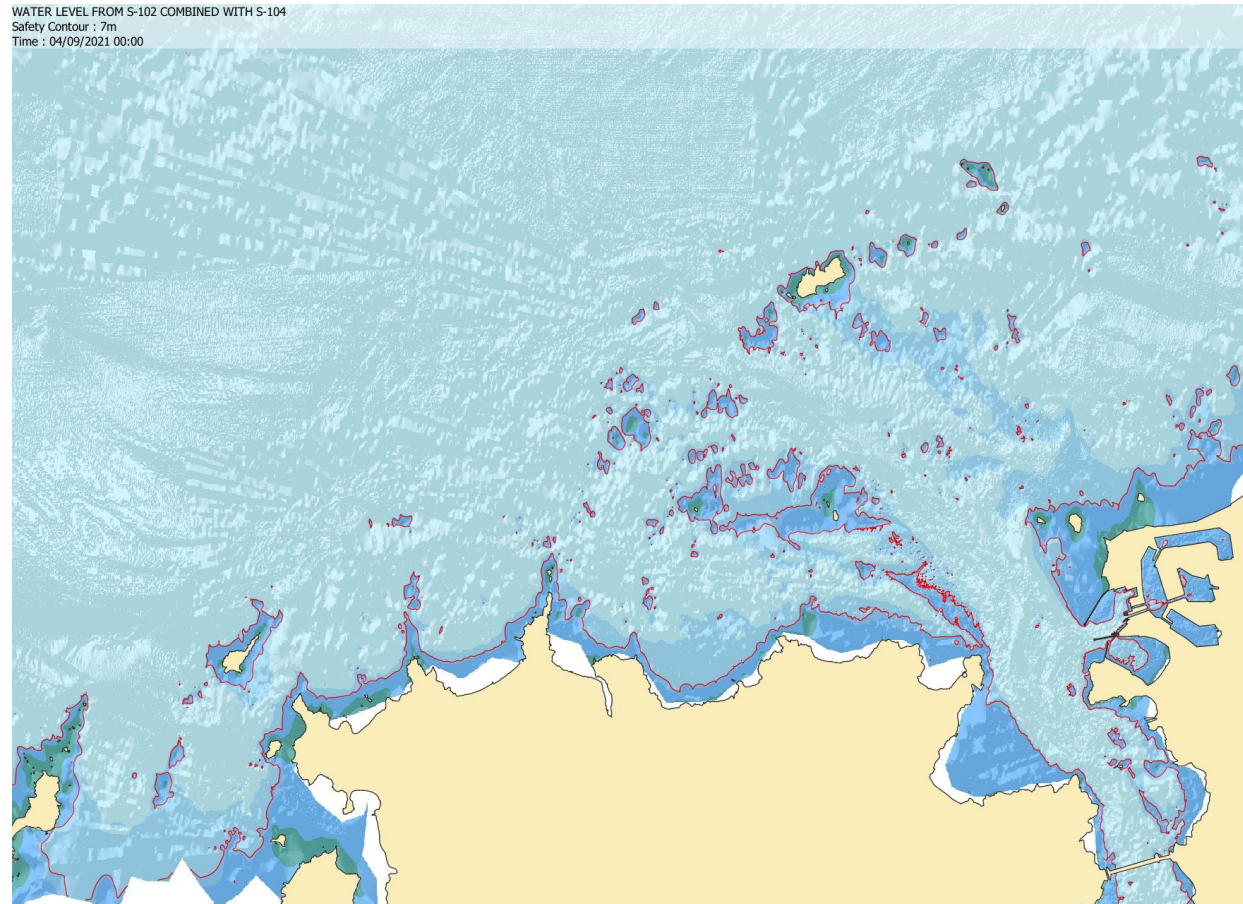 WATER LEVEL FROM S-102 COMBINED WITH S-104
Safety Contour : 7m
Time : 04/09/2021 00:00